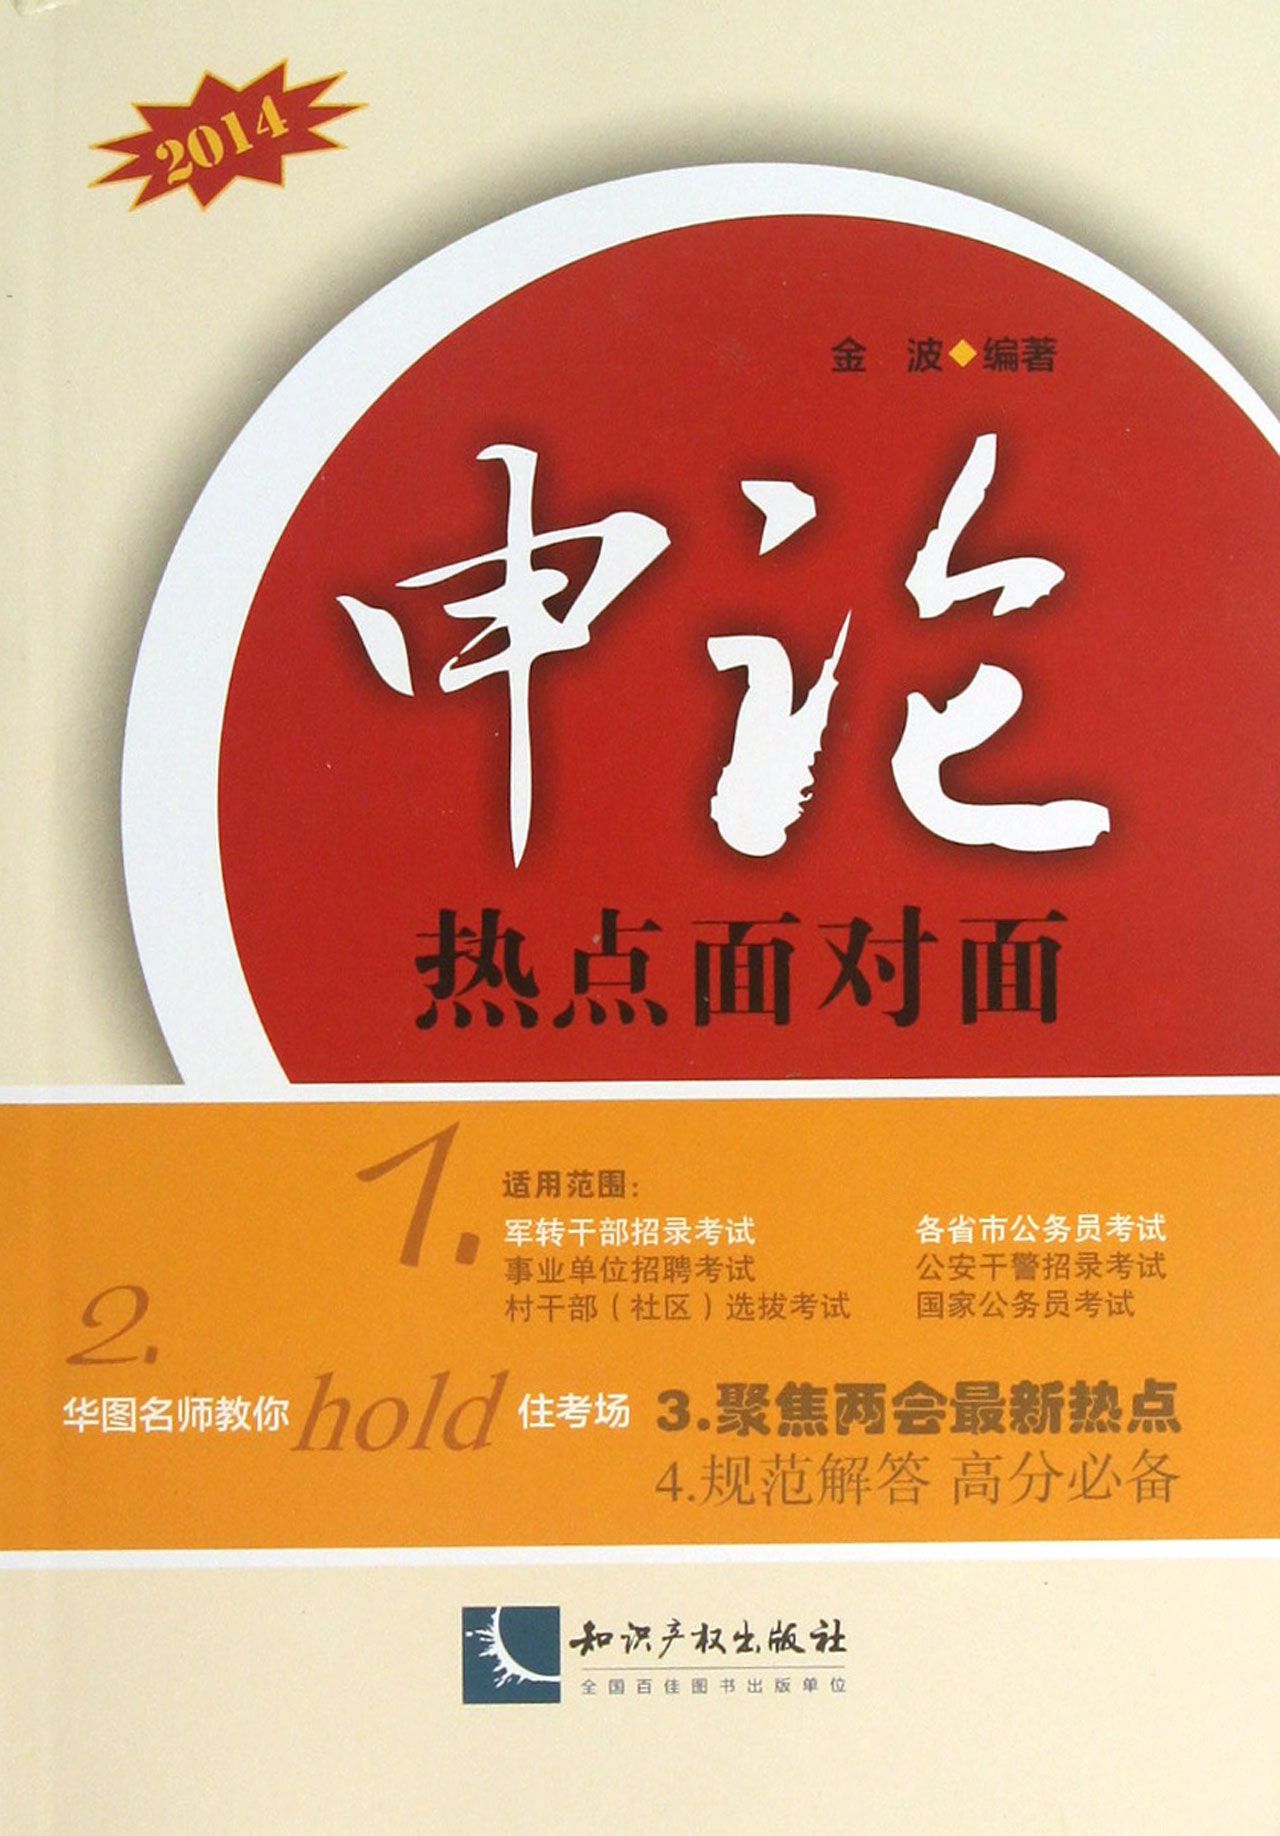 2014
金 波◆编著
申论
热点面对面
1.
适用范围：
军转干部招录考试 各省市公务员考试
事业单位招聘考试 公安干警招录考试
村干部（社区）选拔考试 国家公务员考试
2.
华图名师教你hold住考场
3.聚焦两会最新热点
4.规范解答 高分必备
知识产权出版社
全国百佳图书出版单位